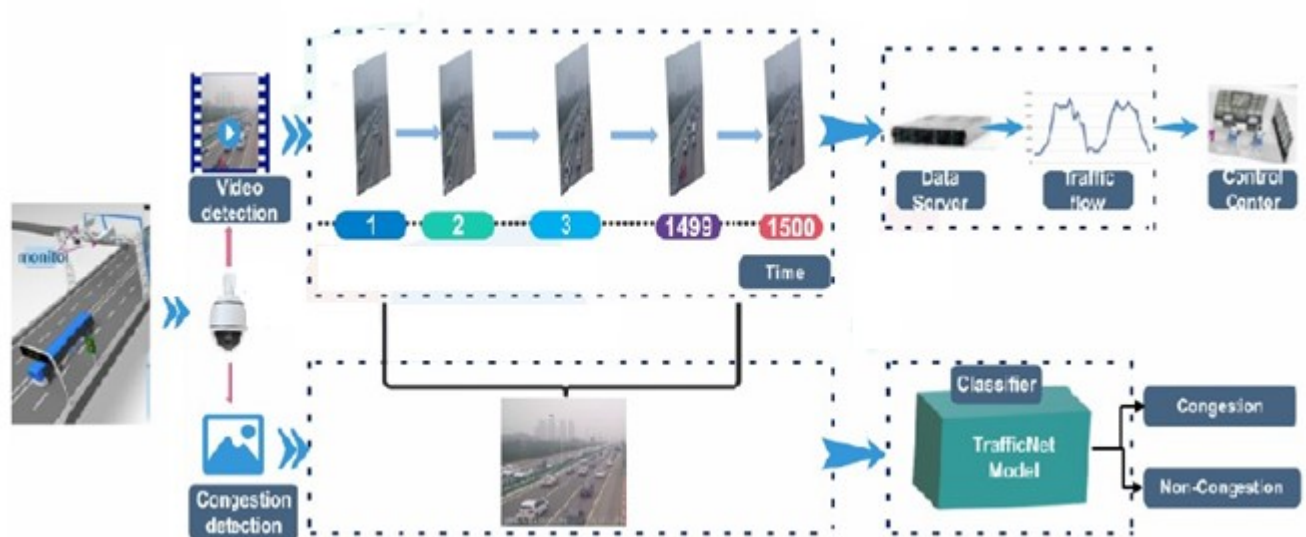 Video
detection
1
2
3
1499
1500
Time
Data
Server
Traffic
flow
Control
Center
monitor
Congestion
detection
Classifier
TrafficNet
Model
Congestion
Non-Congestion